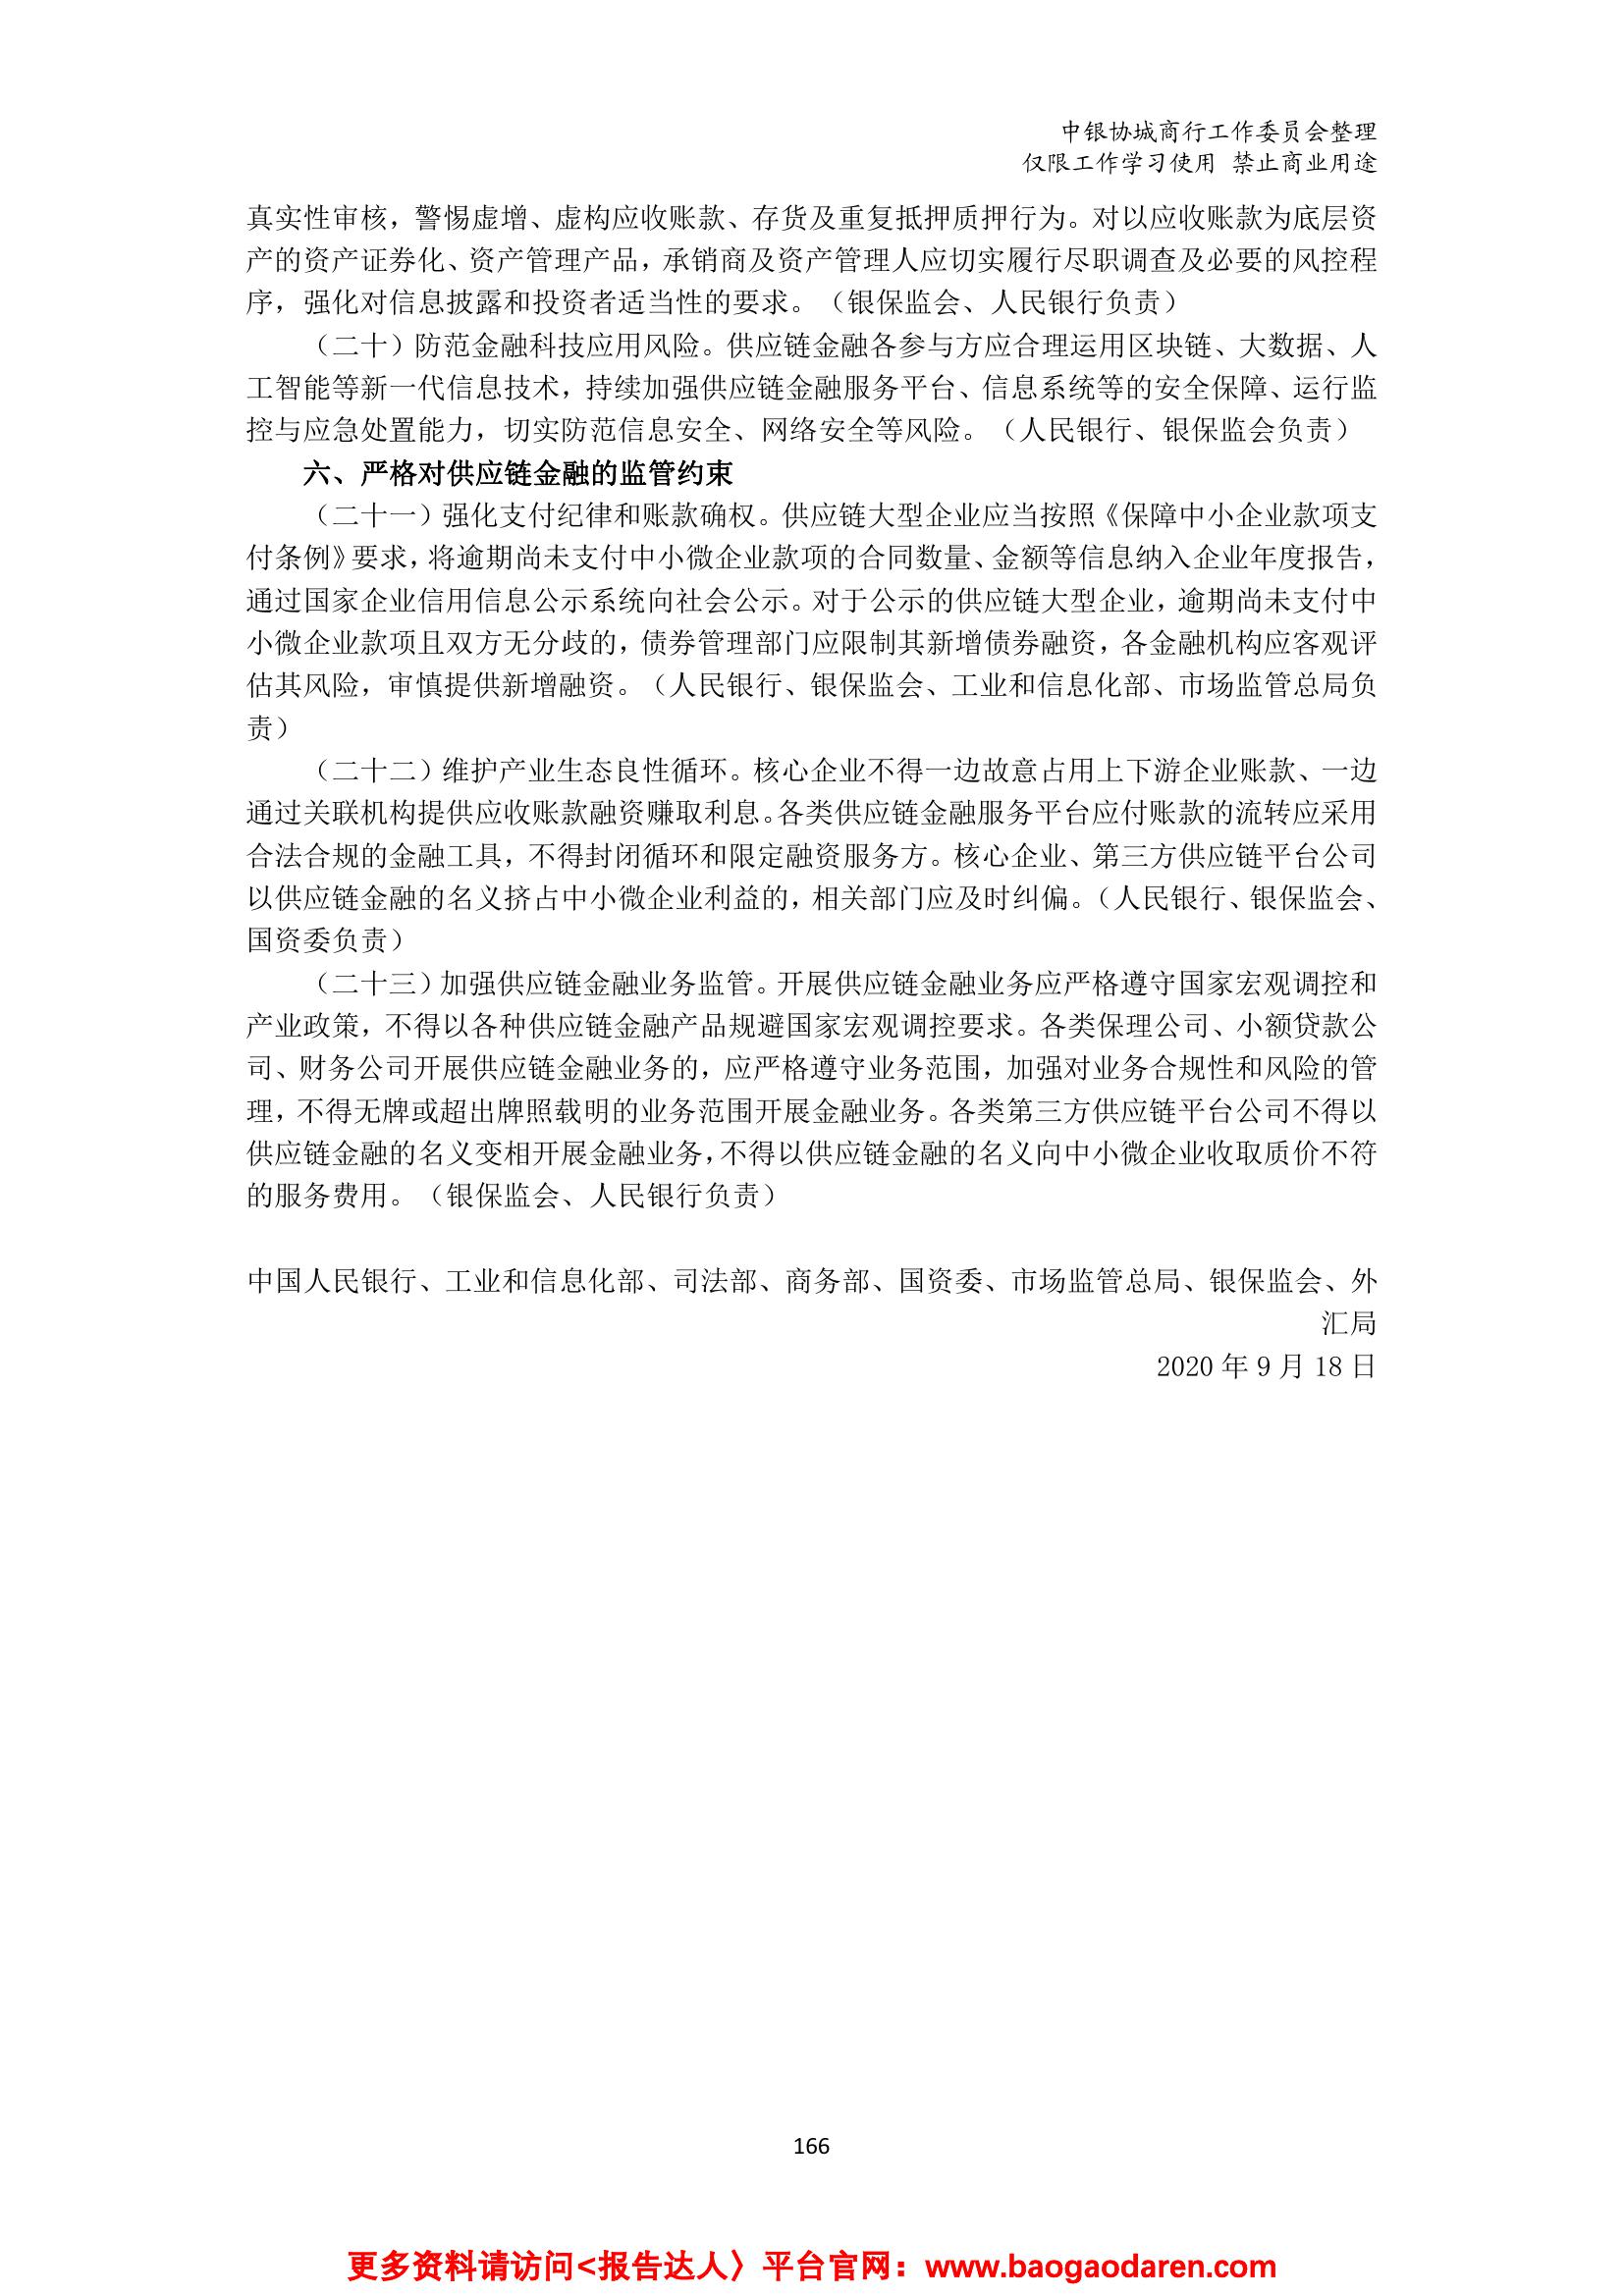 中银协城商行工作委员会整理
仅限工作学习使用 禁止商业用途
真实性审核，警惕虚增、虚构应收账款、存货及重复抵押质押行为。对以应收账款为底层资
产的资产证券化、资产管理产品，承销商及资产管理人应切实履行尽职调查及必要的风控程
序，强化对信息披露和投资者适当性的要求。（银保监会、人民银行负责）
（二十）防范金融科技应用风险。供应链金融各参与方应合理运用区块链、大数据、人
工智能等新一代信息技术，持续加强供应链金融服务平台、信息系统等的安全保障、运行监
控与应急处置能力，切实防范信息安全、网络安全等风险。（人民银行、银保监会负责）
六、严格对供应链金融的监管约束
（二十一）强化支付纪律和账款确权。供应链大型企业应当按照《保障中小企业款项支
付条例》要求，将逾期尚未支付中小微企业款项的合同数量、金额等信息纳入企业年度报告，
通过国家企业信用信息公示系统向社会公示。对于公示的供应链大型企业，逾期尚未支付中
小微企业款项且双方无分歧的，债券管理部门应限制其新增债券融资，各金融机构应客观评
估其风险，审慎提供新增融资。（人民银行、银保监会、工业和信息化部、市场监管总局负
责）
（二十二）维护产业生态良性循环。核心企业不得一边故意占用上下游企业账款、一边
通过关联机构提供应收账款融资赚取利息。各类供应链金融服务平台应付账款的流转应采用
合法合规的金融工具，不得封闭循环和限定融资服务方。核心企业、第三方供应链平台公司
以供应链金融的名义挤占中小微企业利益的，相关部门应及时纠偏。（人民银行、银保监会、
国资委负责）
（二十三）加强供应链金融业务监管。开展供应链金融业务应严格遵守国家宏观调控和
产业政策，不得以各种供应链金融产品规避国家宏观调控要求。各类保理公司、小额贷款公
司、财务公司开展供应链金融业务的，应严格遵守业务范围，加强对业务合规性和风险的管
理，不得无牌或超出牌照载明的业务范围开展金融业务。各类第三方供应链平台公司不得以
供应链金融的名义变相开展金融业务，不得以供应链金融的名义向中小微企业收取质价不符
的服务费用。（银保监会、人民银行负责）
中国人民银行、工业和信息化部、司法部、商务部、国资委、市场监管总局、银保监会、外
汇局
2020 年 9 月 18 日
166
更多资料请访问<报告达人〉平台官网：www.baogaodaren.com